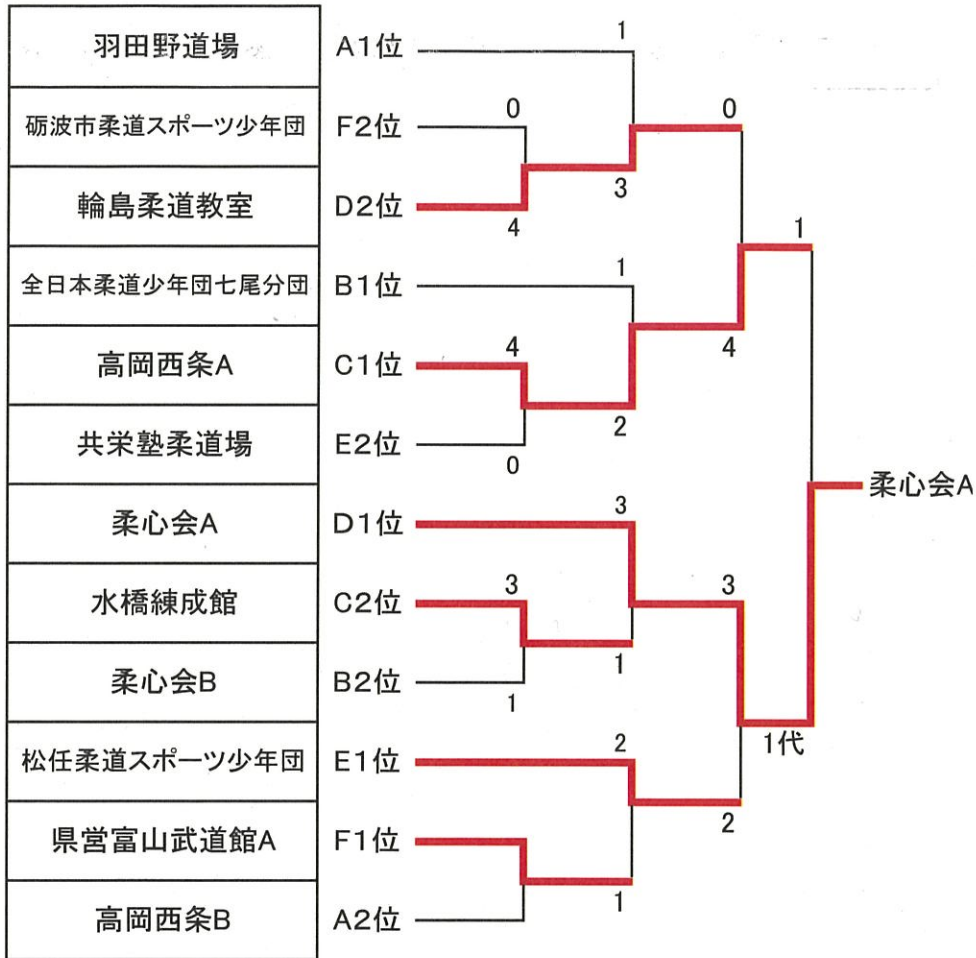 羽田野道場 A1位 1
砺波市柔道スポーツ少年団 F2位 0 0
輪島柔道教室 D2位 4 3
全日本柔道少年団七尾分団 B1位 1 1
高岡西条A C1位 4 4
共栄塾柔道場 E2位 0 2
柔心会A
柔心会A D1位 3
水橋練成館 C2位 3 3
柔心会B B2位 1 1
松任柔道スポーツ少年団 E1位 2 1代
県営富山武道館A F1位 2
高岡西条B A2位 1